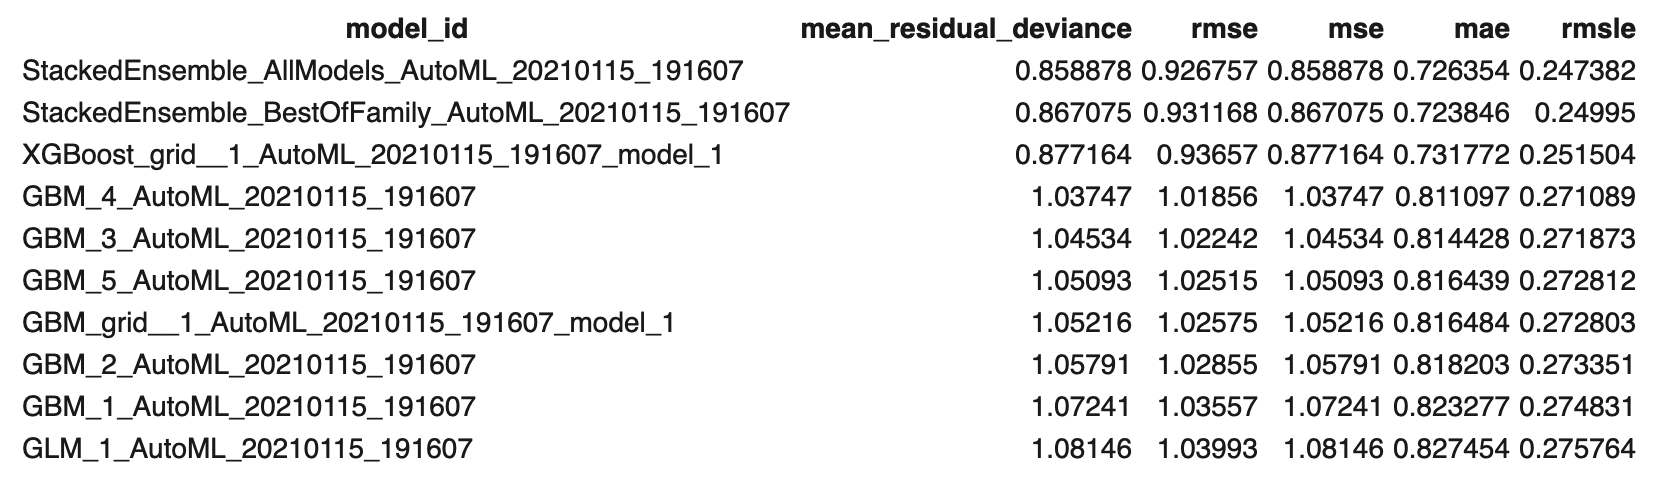 model_id mean_residual_deviance rmse mse mae rmsle
StackedEnsemble_AllModels_AutoML_20210115_191607 0.858878 0.926757 0.858878 0.726354 0.247382
StackedEnsemble_BestOfFamily_AutoML_20210115_191607 0.867075 0.931168 0.867075 0.723846 0.24995
XGBoost_grid__1_AutoML_20210115_191607_model_1 0.877164 0.93657 0.877164 0.731772 0.251504
GBM_4_AutoML_20210115_191607 1.03747 1.01856 1.03747 0.811097 0.271089
GBM_3_AutoML_20210115_191607 1.04534 1.02242 1.04534 0.814428 0.271873
GBM_5_AutoML_20210115_191607 1.05093 1.02515 1.05093 0.816439 0.272812
GBM_grid__1_AutoML_20210115_191607_model_1 1.05216 1.02575 1.05216 0.816484 0.272803
GBM_2_AutoML_20210115_191607 1.05791 1.02855 1.05791 0.818203 0.273351
GBM_1_AutoML_20210115_191607 1.07241 1.03557 1.07241 0.823277 0.274831
GLM_1_AutoML_20210115_191607 1.08146 1.03993 1.08146 0.827454 0.275764